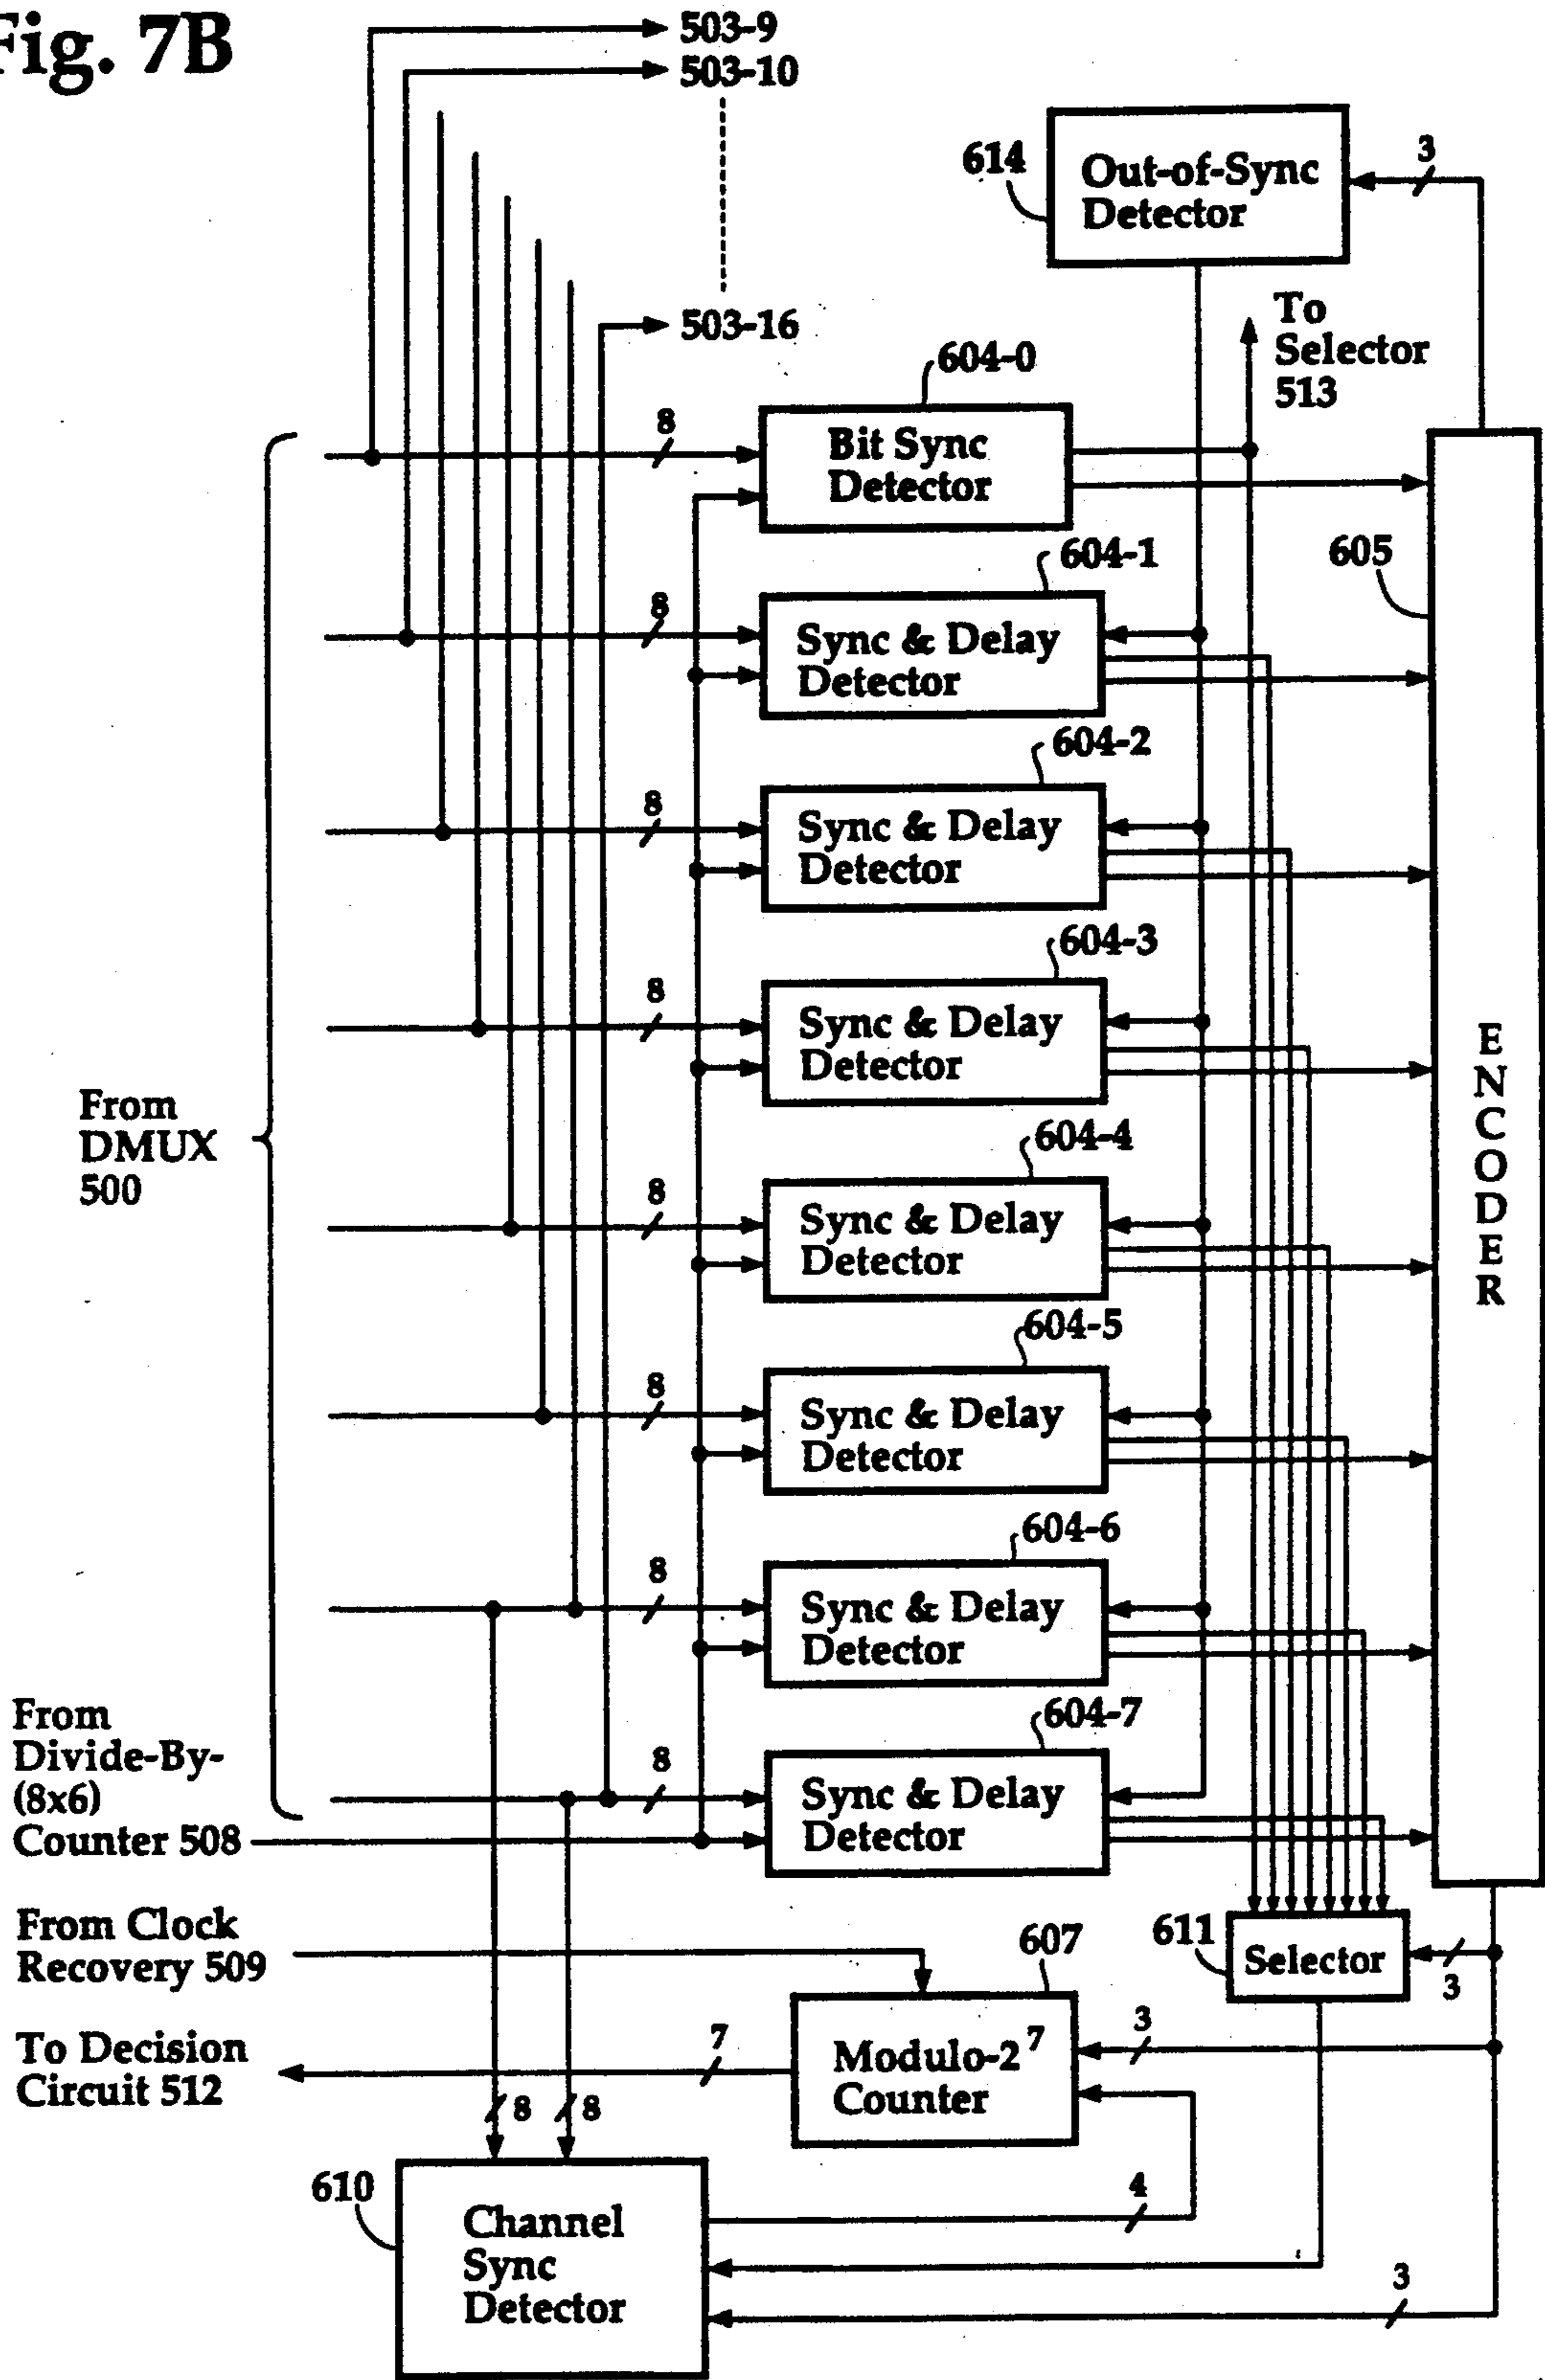 Fig. 7B
503-9
503-10
503-16
614
Out-of-Sync
Detector
3
To
Selector
513
604-0
8
Bit Sync
Detector
604-1
605
8
Sync & Delay
Detector
604-2
8
Sync & Delay
Detector
604-3
8
Sync & Delay
Detector
ENCODER
From
DMUX
500
604-4
8
Sync & Delay
Detector
604-5
8
Sync & Delay
Detector
604-6
8
Sync & Delay
Detector
604-7
8
Sync & Delay
Detector
From
Divide-By-
(8x6)
Counter 508
From Clock
Recovery 509
607
611
Selector
3
To Decision
Circuit 512
7
Modulo-2⁷
Counter
3
8
8
610
Channel
Sync
Detector
4
3